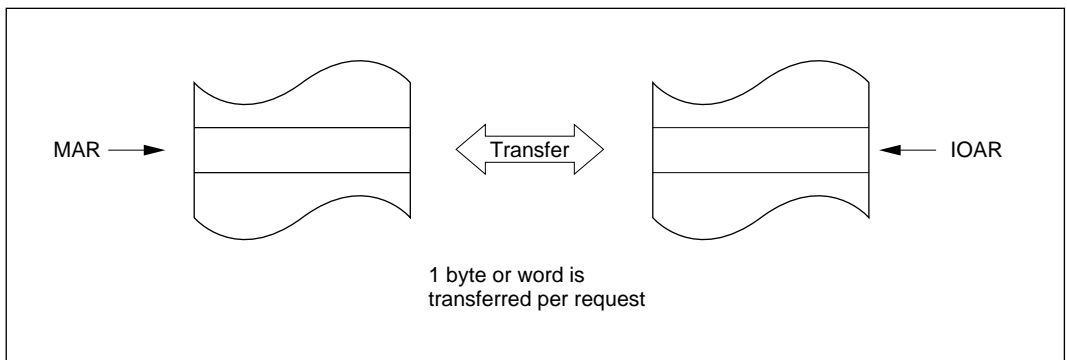 MAR
Transfer
IOAR
1 byte or word is
transferred per request